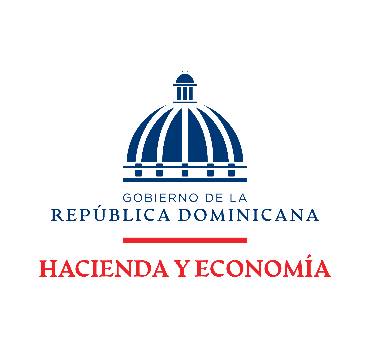 GOBIERNO DE LA
REPÚBLICA DOMINICANA
HACIENDA Y ECONOMÍA